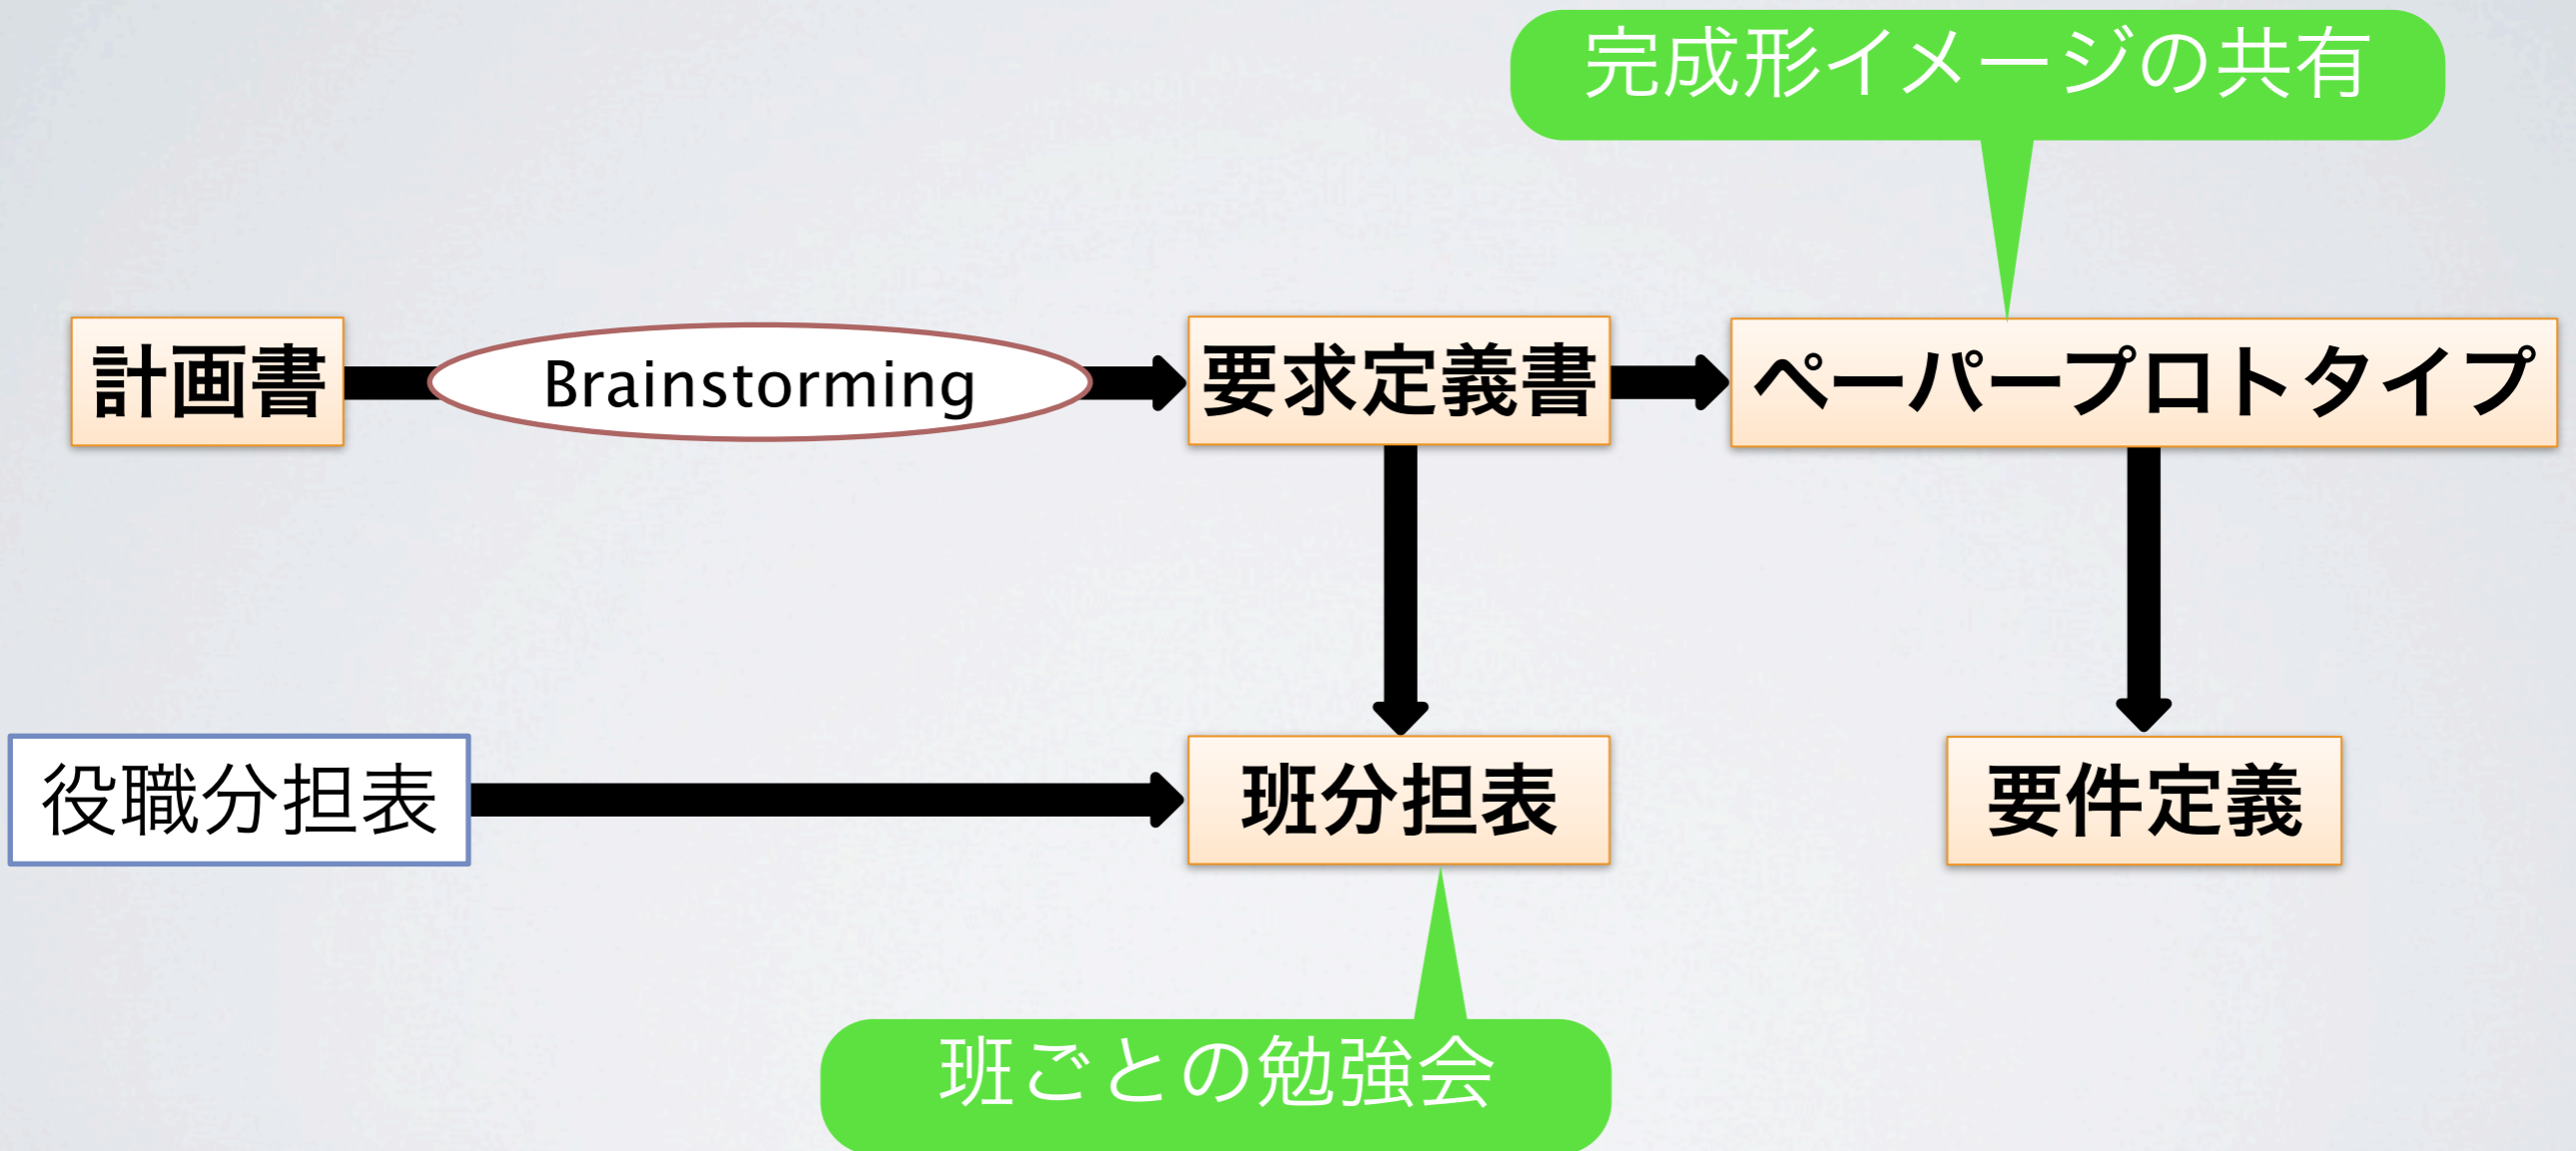 完成形イメージの共有
計画書
Brainstorming
要求定義書
ペーパープロトタイプ
役職分担表
班分担表
要件定義
班ごとの勉強会